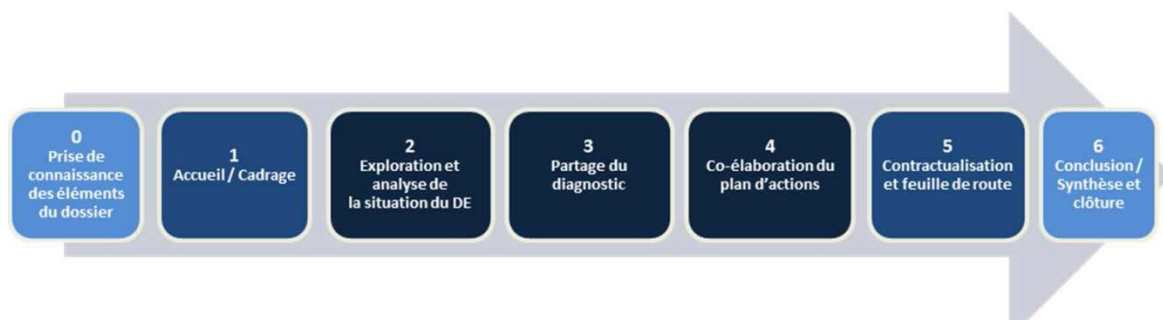 0
Prise de
connaissance
des éléments
du dossier
1
Accueil / Cadrage
2
Exploration et
analyse de
la situation du DE
3
Partage du
diagnostic
4
Co-élaboration du
plan d'actions
5
Contractualisation
et feuille de route
6
Conclusion /
Synthèse et
clôture